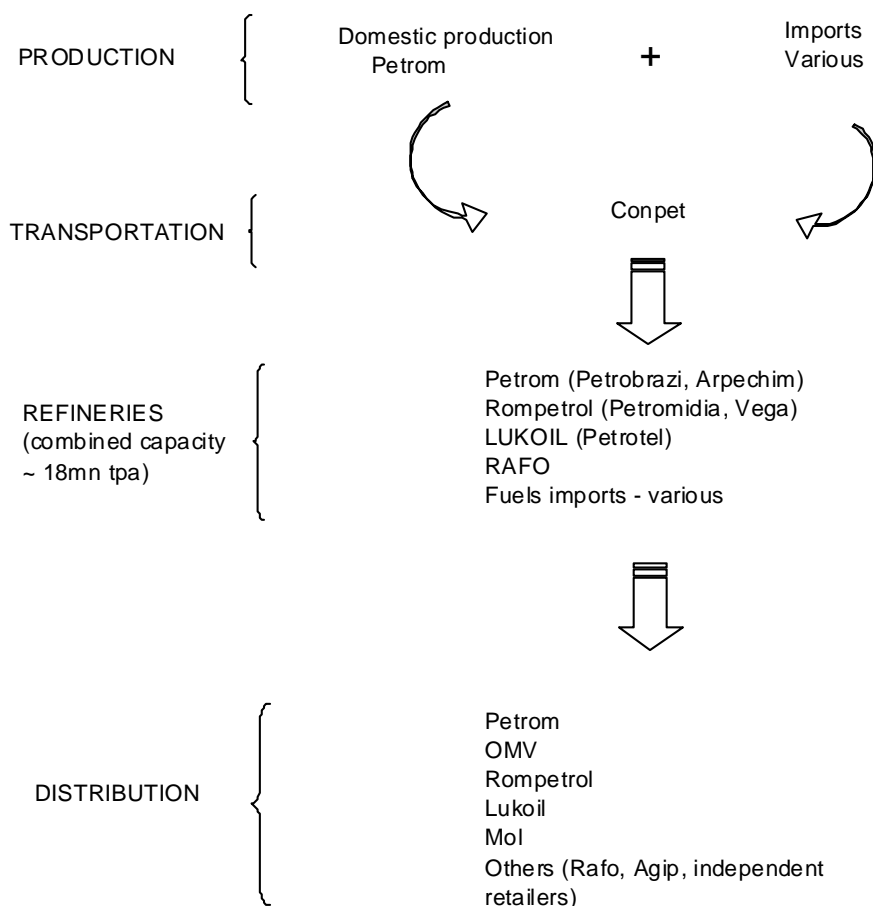 PRODUCTION
Domestic production
Petrom
+
Imports
Various
TRANSPORTATION
Conpet
REFINERIES
(combined capacity
~ 18mn tpa)
Petrom (Petrobrazi, Arpechim)
Rompetrol (Petromidia, Vega)
LUKOIL (Petrotel)
RAFO
Fuels imports - various
DISTRIBUTION
Petrom
OMV
Rompetrol
Lukoil
Mol
Others (Rafo, Agip, independent
retailers)